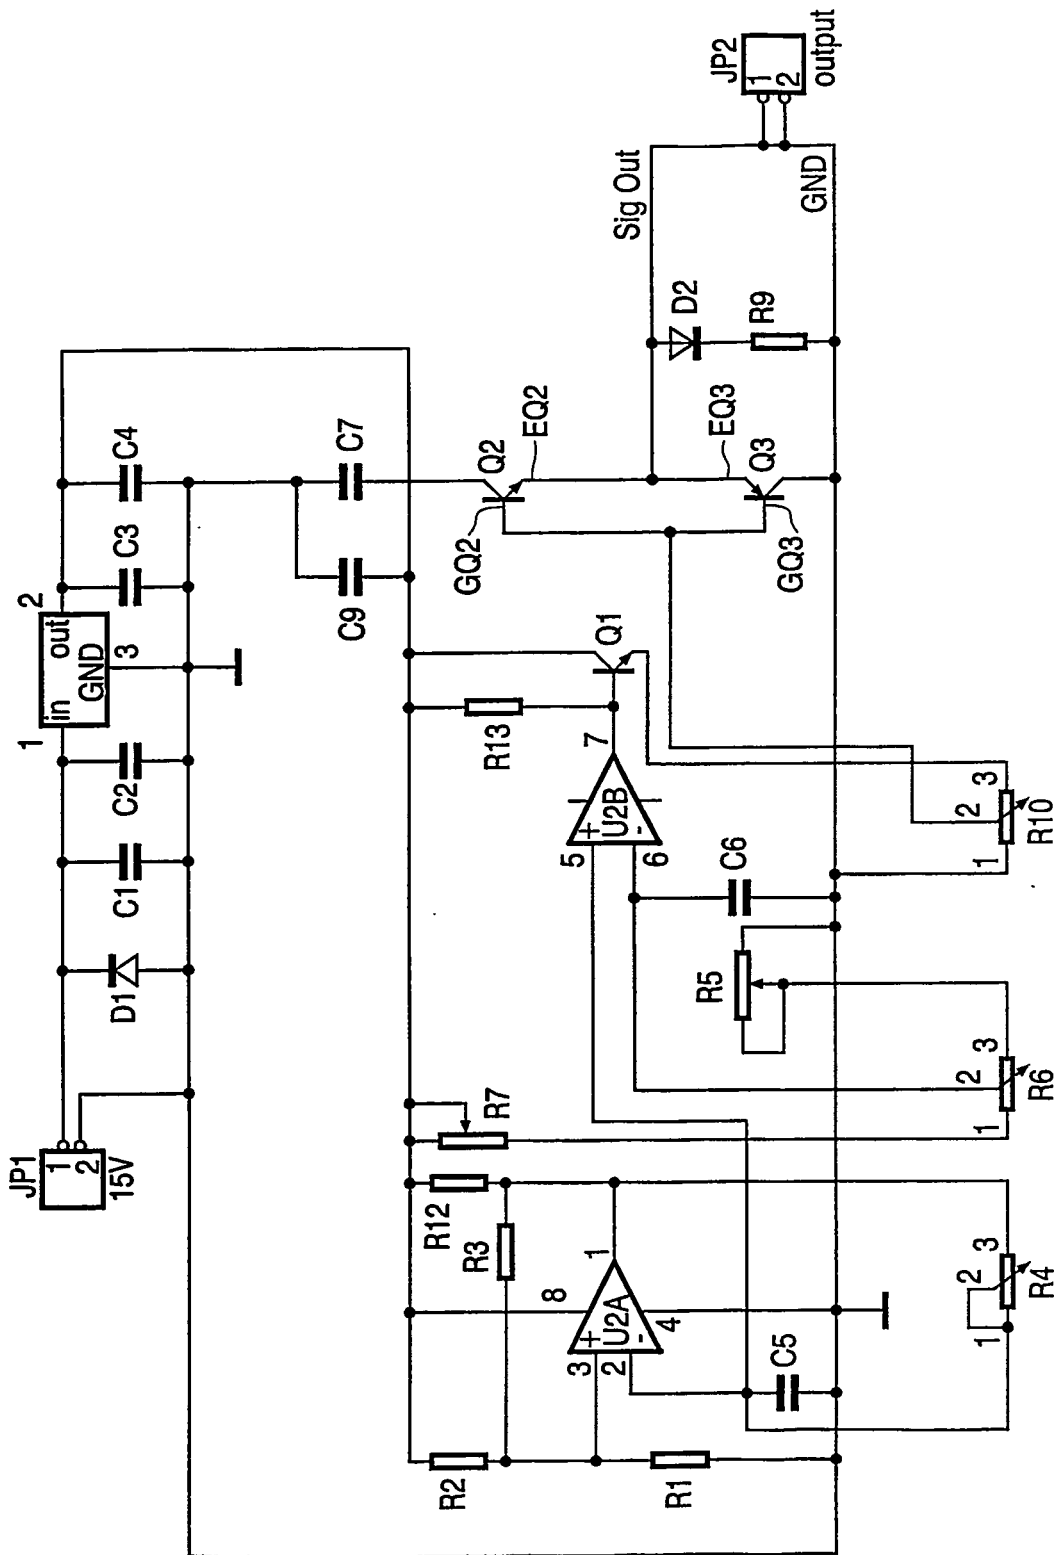 JP1
1
2
15V
D1
C1
C2
1
in
out
GND
2
3
C3
C4
C9
C7
R2
R12
R3
R7
R13
8
3
+
U2A
2
-
1
4
R1
C5
5
+
U2B
6
-
7
Q1
GQ2
Q2
EQ2
GQ3
Q3
EQ3
Sig Out
D2
R9
GND
JP2
1
2
output
R5
C6
1
2
3
R4
1
2
3
R6
1
2
3
R10